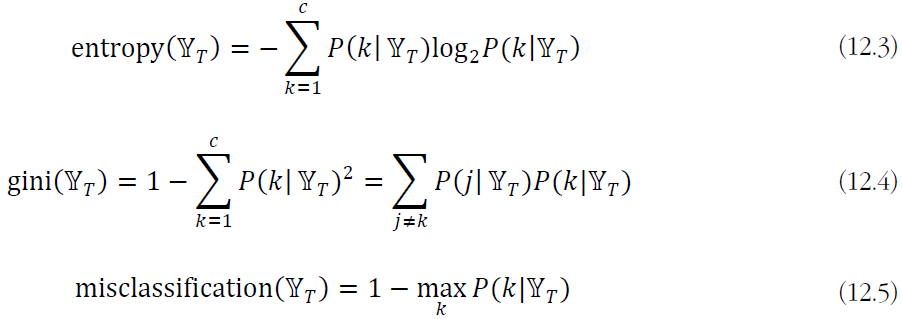 entropy(𝕐_T) = − ∑_{k=1}^{c} P(k| 𝕐_T)log₂P(k|𝕐_T) (12.3)
gini(𝕐_T) = 1 − ∑_{k=1}^{c} P(k| 𝕐_T)² = ∑_{j≠k} P(j| 𝕐_T)P(k|𝕐_T) (12.4)
misclassification(𝕐_T) = 1 − max_k P(k|𝕐_T) (12.5)